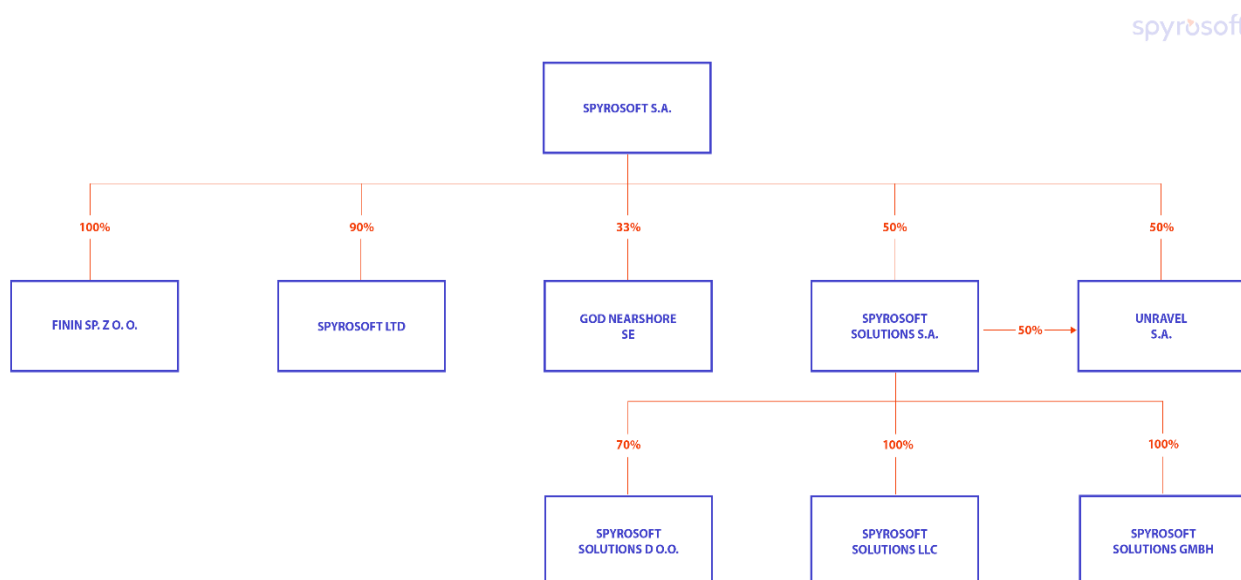 spyrosoft
SPYROSOFT S.A.
100%
90%
33%
50%
50%
FININ SP. Z O. O.
SPYROSOFT LTD
GOD NEARSHORE
SE
SPYROSOFT
SOLUTIONS S.A.
50%
UNRAVEL
S.A.
70%
100%
100%
SPYROSOFT
SOLUTIONS D O.O.
SPYROSOFT
SOLUTIONS LLC
SPYROSOFT
SOLUTIONS GMBH